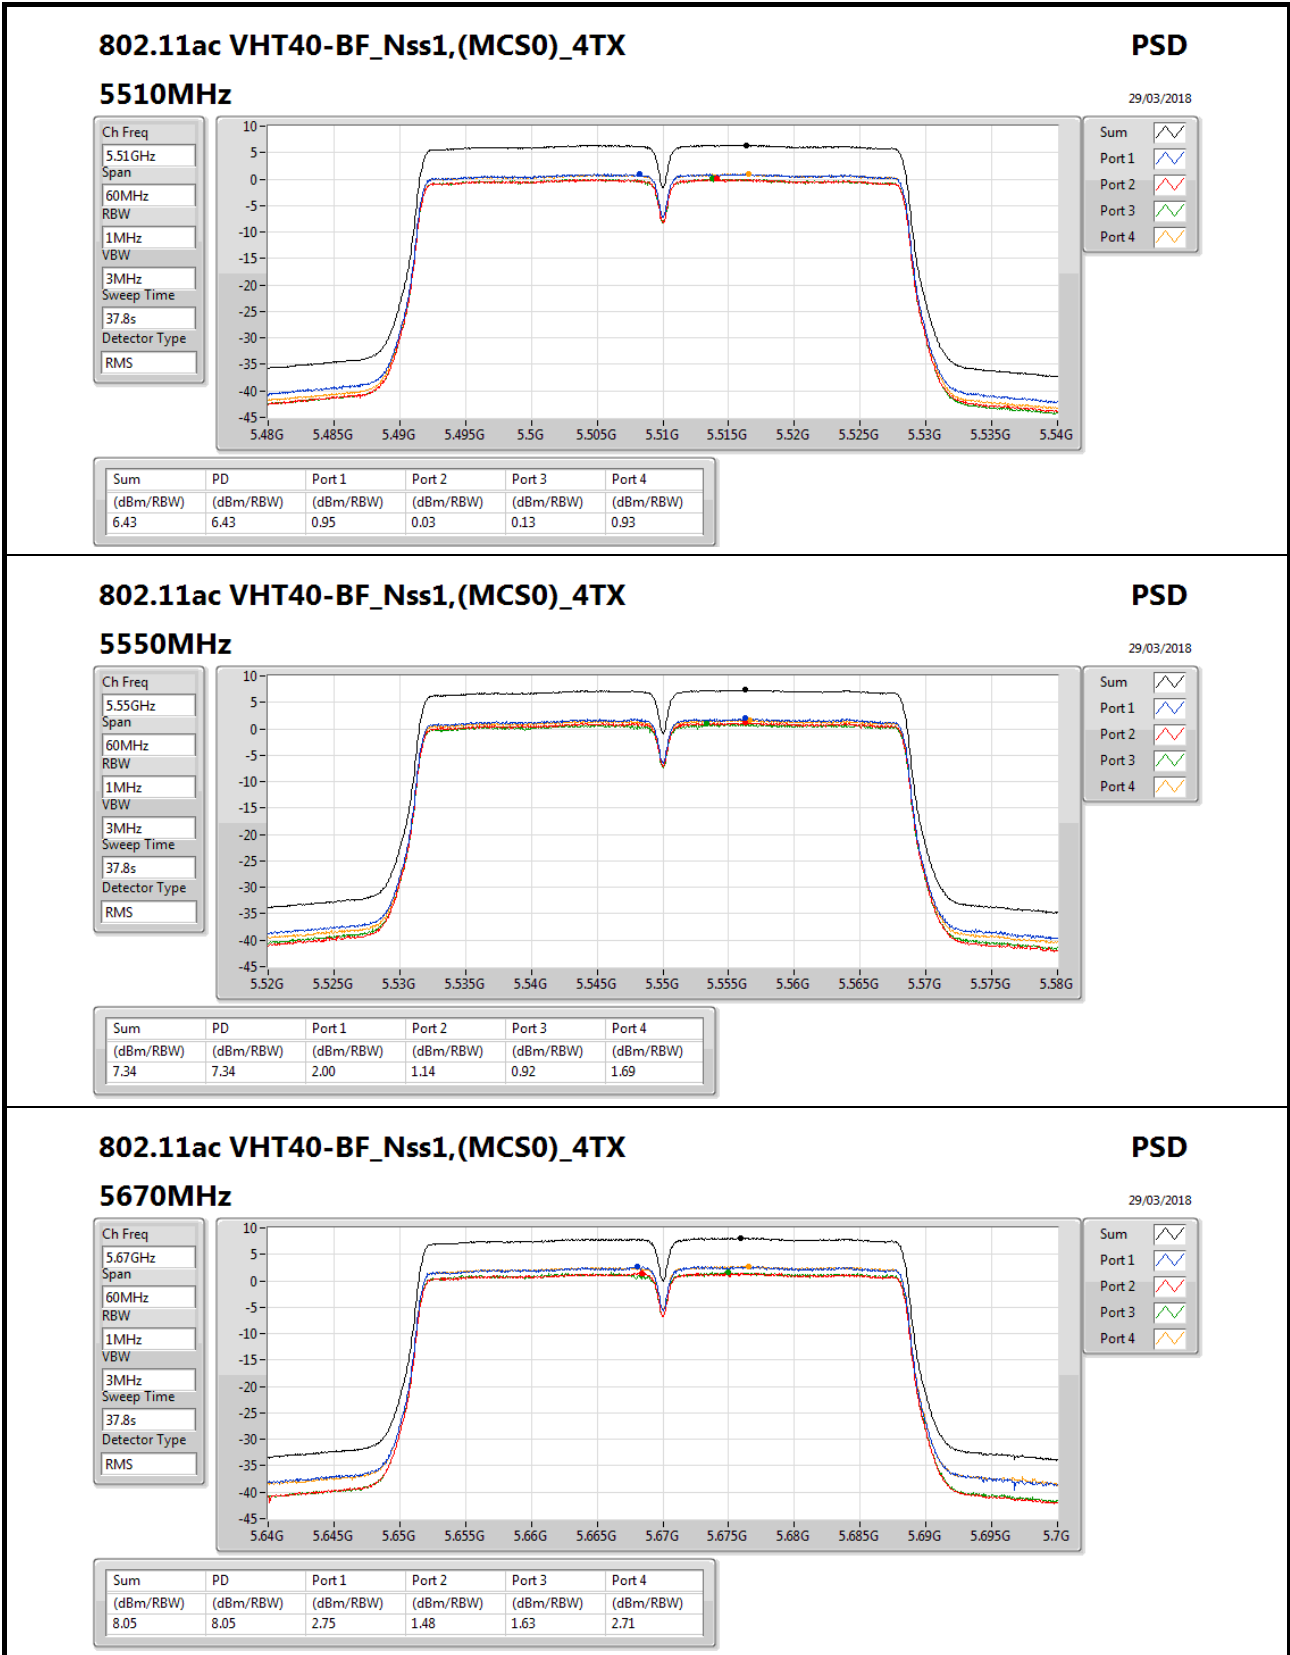 802.11ac VHT40-BF_Nss1,(MCS0)_4TX PSD
5510MHz 29/03/2018
Ch Freq
5.51GHz
Span
60MHz
RBW
1MHz
VBW
3MHz
Sweep Time
37.8s
Detector Type
RMS
10
5
0
-5
-10
-15
-20
-25
-30
-35
-40
-45
5.48G 5.485G 5.49G 5.495G 5.5G 5.505G 5.51G 5.515G 5.52G 5.525G 5.53G 5.535G 5.54G
Sum
Port 1
Port 2
Port 3
Port 4
Sum PD Port 1 Port 2 Port 3 Port 4
(dBm/RBW) (dBm/RBW) (dBm/RBW) (dBm/RBW) (dBm/RBW) (dBm/RBW)
6.43 6.43 0.95 0.03 0.13 0.93
802.11ac VHT40-BF_Nss1,(MCS0)_4TX PSD
5550MHz 29/03/2018
Ch Freq
5.55GHz
Span
60MHz
RBW
1MHz
VBW
3MHz
Sweep Time
37.8s
Detector Type
RMS
10
5
0
-5
-10
-15
-20
-25
-30
-35
-40
-45
5.52G 5.525G 5.53G 5.535G 5.54G 5.545G 5.55G 5.555G 5.56G 5.565G 5.57G 5.575G 5.58G
Sum
Port 1
Port 2
Port 3
Port 4
Sum PD Port 1 Port 2 Port 3 Port 4
(dBm/RBW) (dBm/RBW) (dBm/RBW) (dBm/RBW) (dBm/RBW) (dBm/RBW)
7.34 7.34 2.00 1.14 0.92 1.69
802.11ac VHT40-BF_Nss1,(MCS0)_4TX PSD
5670MHz 29/03/2018
Ch Freq
5.67GHz
Span
60MHz
RBW
1MHz
VBW
3MHz
Sweep Time
37.8s
Detector Type
RMS
10
5
0
-5
-10
-15
-20
-25
-30
-35
-40
-45
5.64G 5.645G 5.65G 5.655G 5.66G 5.665G 5.67G 5.675G 5.68G 5.685G 5.69G 5.695G 5.7G
Sum
Port 1
Port 2
Port 3
Port 4
Sum PD Port 1 Port 2 Port 3 Port 4
(dBm/RBW) (dBm/RBW) (dBm/RBW) (dBm/RBW) (dBm/RBW) (dBm/RBW)
8.05 8.05 2.75 1.48 1.63 2.71